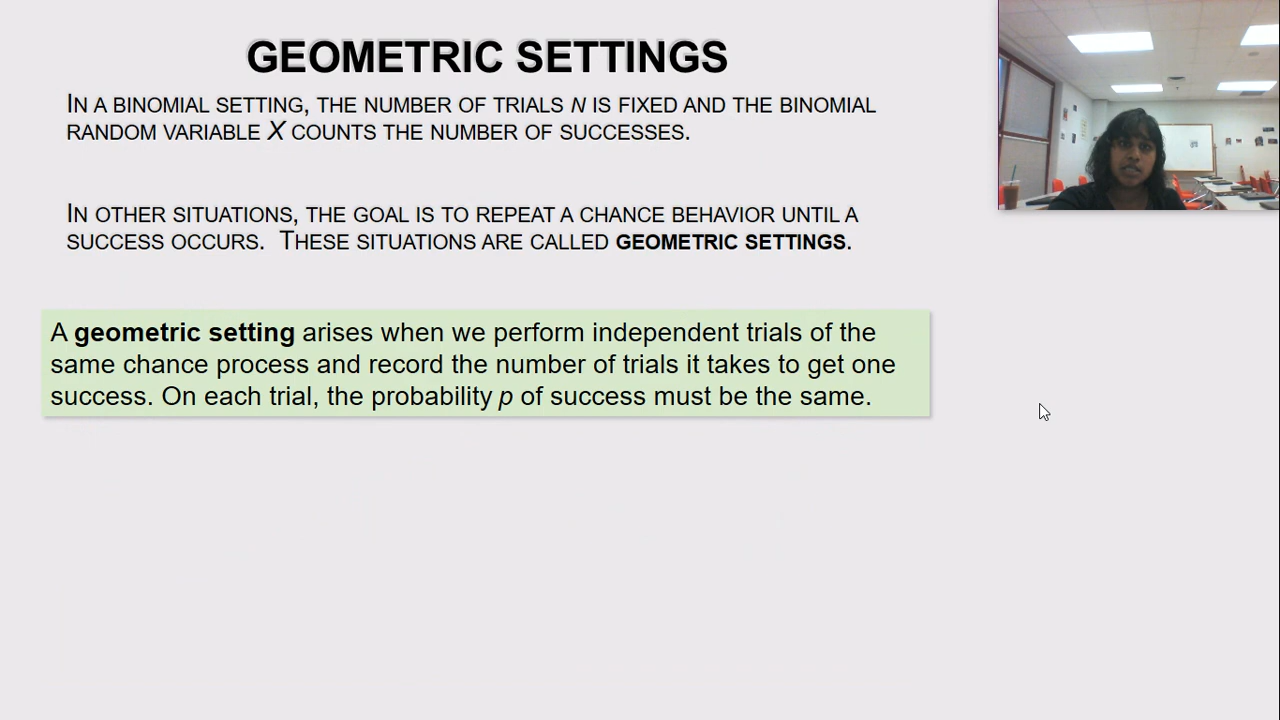 GEOMETRIC SETTINGS
IN A BINOMIAL SETTING, THE NUMBER OF TRIALS N IS FIXED AND THE BINOMIAL
RANDOM VARIABLE X COUNTS THE NUMBER OF SUCCESSES.
IN OTHER SITUATIONS, THE GOAL IS TO REPEAT A CHANCE BEHAVIOR UNTIL A
SUCCESS OCCURS. THESE SITUATIONS ARE CALLED GEOMETRIC SETTINGS.
A geometric setting arises when we perform independent trials of the
same chance process and record the number of trials it takes to get one
success. On each trial, the probability p of success must be the same.